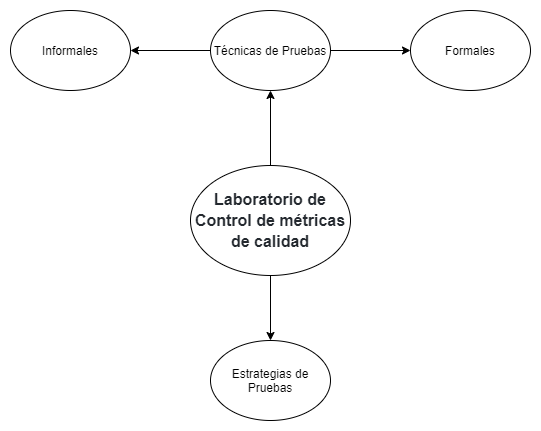 Informales
Técnicas de Pruebas
Formales
Laboratorio de
Control de métricas
de calidad
Estrategias de
Pruebas